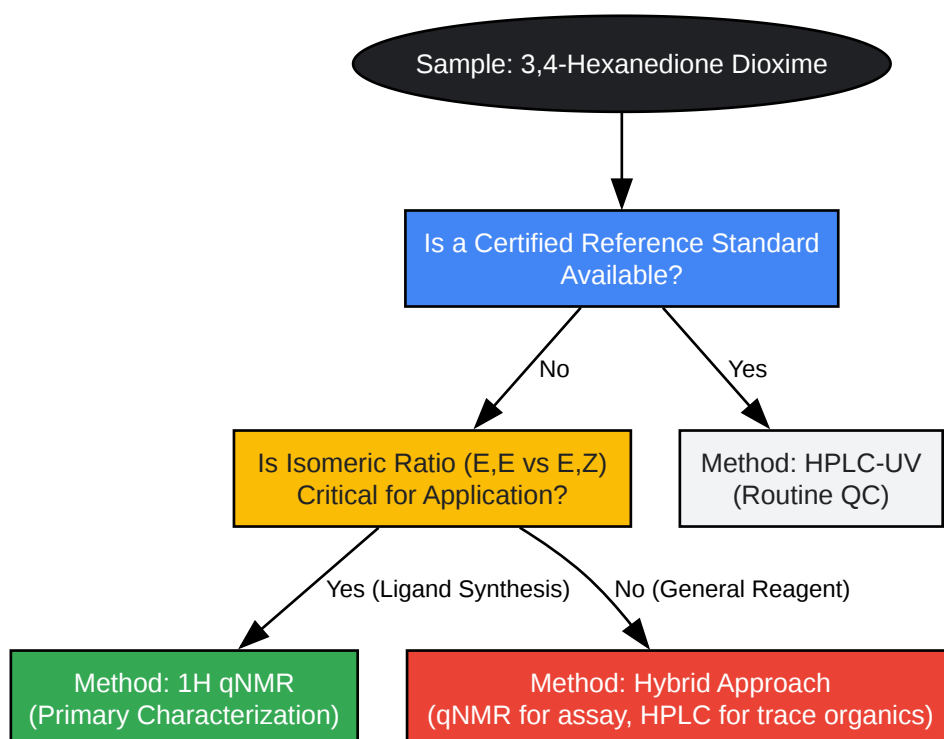 Sample: 3,4-Hexanedione Dioxime
Is a Certified Reference Standard
Available?
No
Yes
Is Isomeric Ratio (E,E vs E,Z)
Critical for Application?
Method: HPLC-UV
(Routine QC)
Yes (Ligand Synthesis)
No (General Reagent)
Method: 1H qNMR
(Primary Characterization)
Method: Hybrid Approach
(qNMR for assay, HPLC for trace organics)